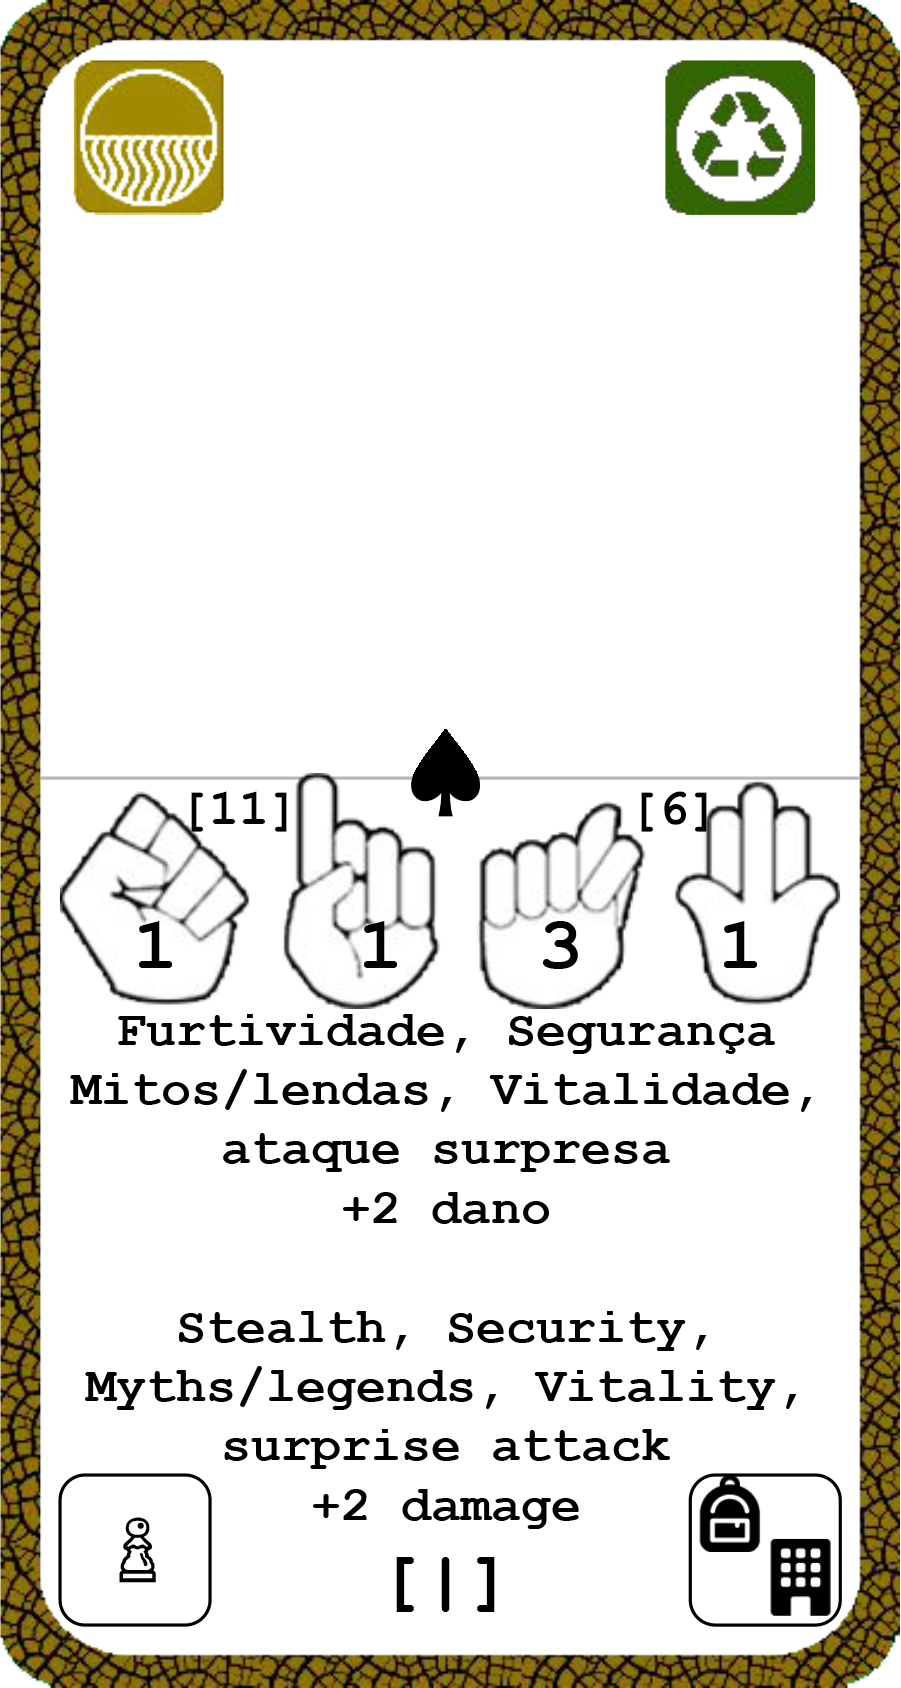 [11] [6]
1 1 3 1
Furtividade, Segurança
Mitos/lendas, Vitalidade,
ataque surpresa
+2 dano
Stealth, Security,
Myths/legends, Vitality,
surprise attack
+2 damage
[|]